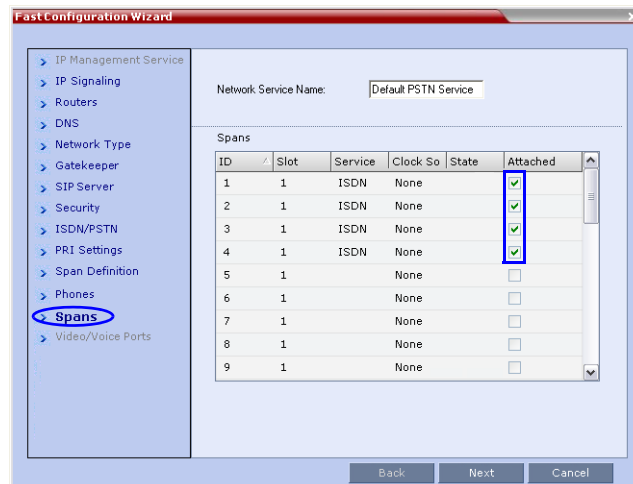 Fast Configuration Wizard
IP Management Service
IP Signaling
Routers
DNS
Network Type
Gatekeeper
SIP Server
Security
ISDN/PSTN
PRI Settings
Span Definition
Phones
Spans
Video/Voice Ports
Network Service Name: Default PSTN Service
Spans
ID Slot Service Clock So State Attached
1 1 ISDN None
2 1 ISDN None
3 1 ISDN None
4 1 ISDN None
5 1 None
6 1 None
7 1 None
8 1 None
9 1 None
Back Next Cancel